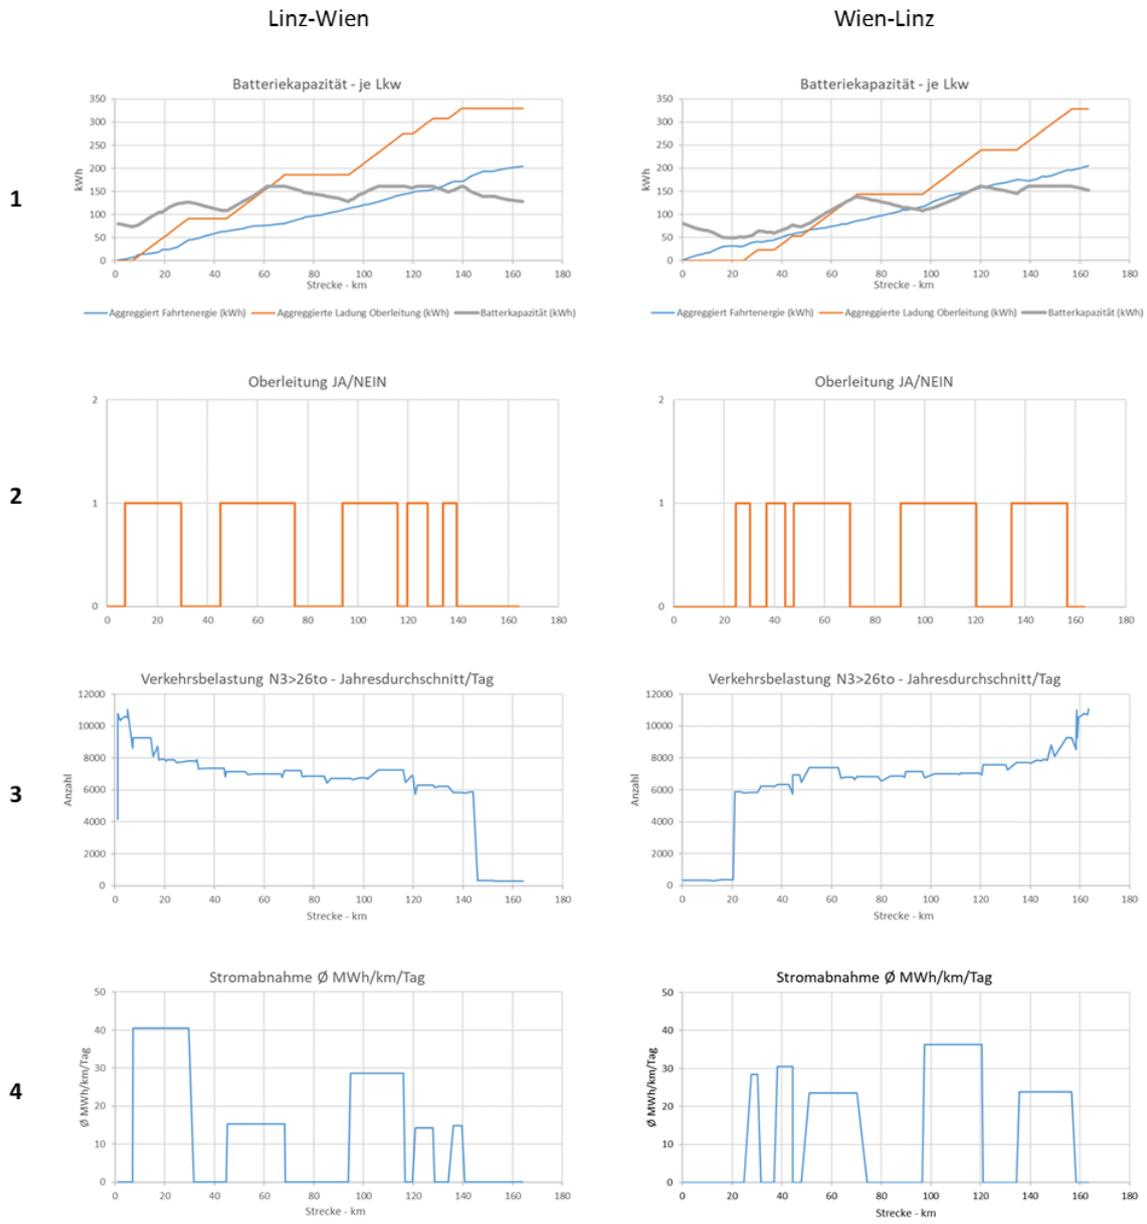 Linz-Wien
Wien-Linz
1
Batteriekapazität - je Lkw
350
300
250
200
150
100
50
0
kWh
0 20 40 60 80 100 120 140 160 180
Strecke - km
Aggreggiert Fahrtenergie (kWh) Aggreggierte Ladung Oberleitung (kWh) Batterkapazität (kWh)
Batteriekapazität - je Lkw
350
300
250
200
150
100
50
0
kWh
0 20 40 60 80 100 120 140 160 180
Strecke - km
Aggreggiert Fahrtenergie (kWh) Aggreggierte Ladung Oberleitung (kWh) Batterkapazität (kWh)
2
Oberleitung JA/NEIN
2
1
0
0 20 40 60 80 100 120 140 160 180
Oberleitung JA/NEIN
2
1
0
0 20 40 60 80 100 120 140 160 180
3
Verkehrsbelastung N3>26to - Jahresdurchschnitt/Tag
12000
10000
8000
6000
4000
2000
0
Anzahl
0 20 40 60 80 100 120 140 160 180
Strecke - km
Verkehrsbelastung N3>26to - Jahresdurchschnitt/Tag
12000
10000
8000
6000
4000
2000
0
Anzahl
0 20 40 60 80 100 120 140 160 180
Strecke - km
4
Stromabnahme Ø MWh/km/Tag
50
40
30
20
10
0
Ø MWh/km/Tag
0 20 40 60 80 100 120 140 160 180
Strecke - km
Stromabnahme Ø MWh/km/Tag
50
40
30
20
10
0
Ø MWh/km/Tag
0 20 40 60 80 100 120 140 160 180
Strecke - km